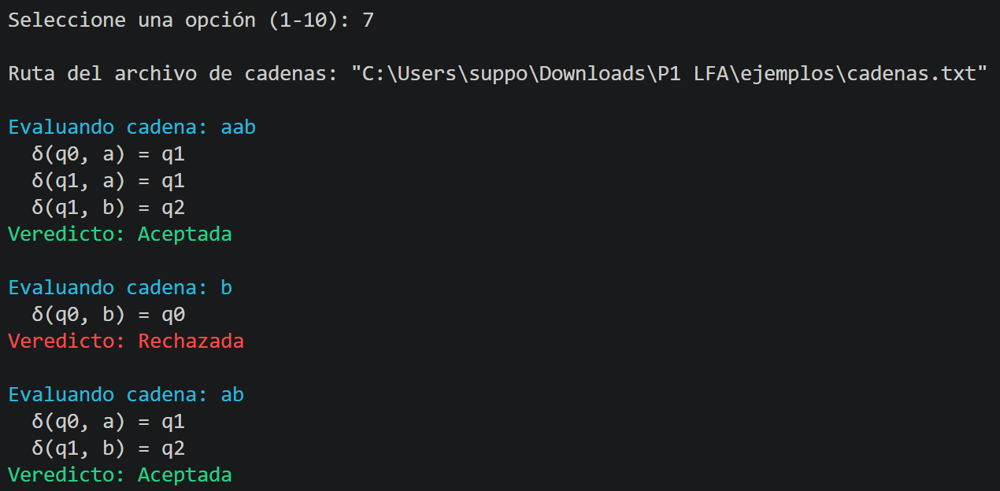 Seleccione una opción (1-10): 7
Ruta del archivo de cadenas: "C:\Users\suppo\Downloads\P1 LFA\ejemplos\cadenas.txt"
Evaluando cadena: aab
δ(q0, a) = q1
δ(q1, a) = q1
δ(q1, b) = q2
Veredicto: Aceptada
Evaluando cadena: b
δ(q0, b) = q0
Veredicto: Rechazada
Evaluando cadena: ab
δ(q0, a) = q1
δ(q1, b) = q2
Veredicto: Aceptada